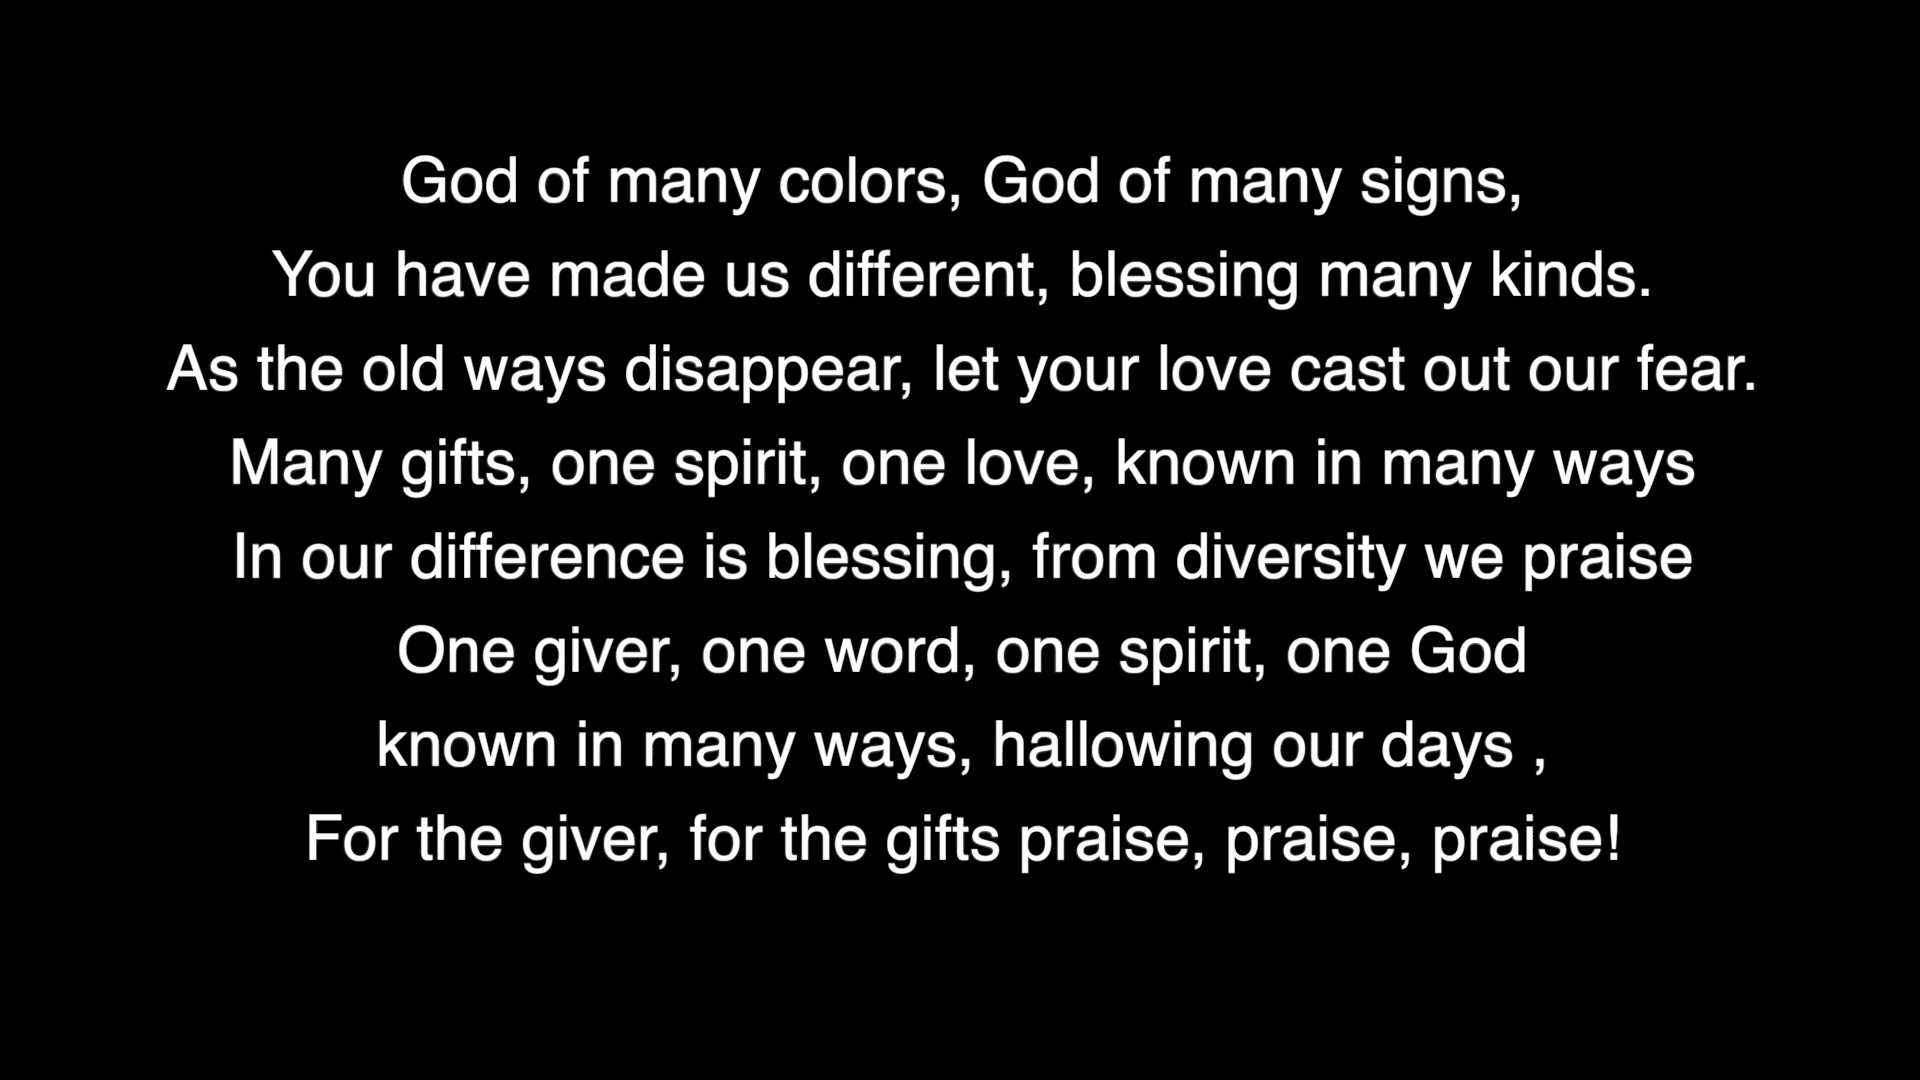 God of many colors, God of many signs,
You have made us different, blessing many kinds.
As the old ways disappear, let your love cast out our fear.
Many gifts, one spirit, one love, known in many ways
In our difference is blessing, from diversity we praise
One giver, one word, one spirit, one God
known in many ways, hallowing our days ,
For the giver, for the gifts praise, praise, praise!